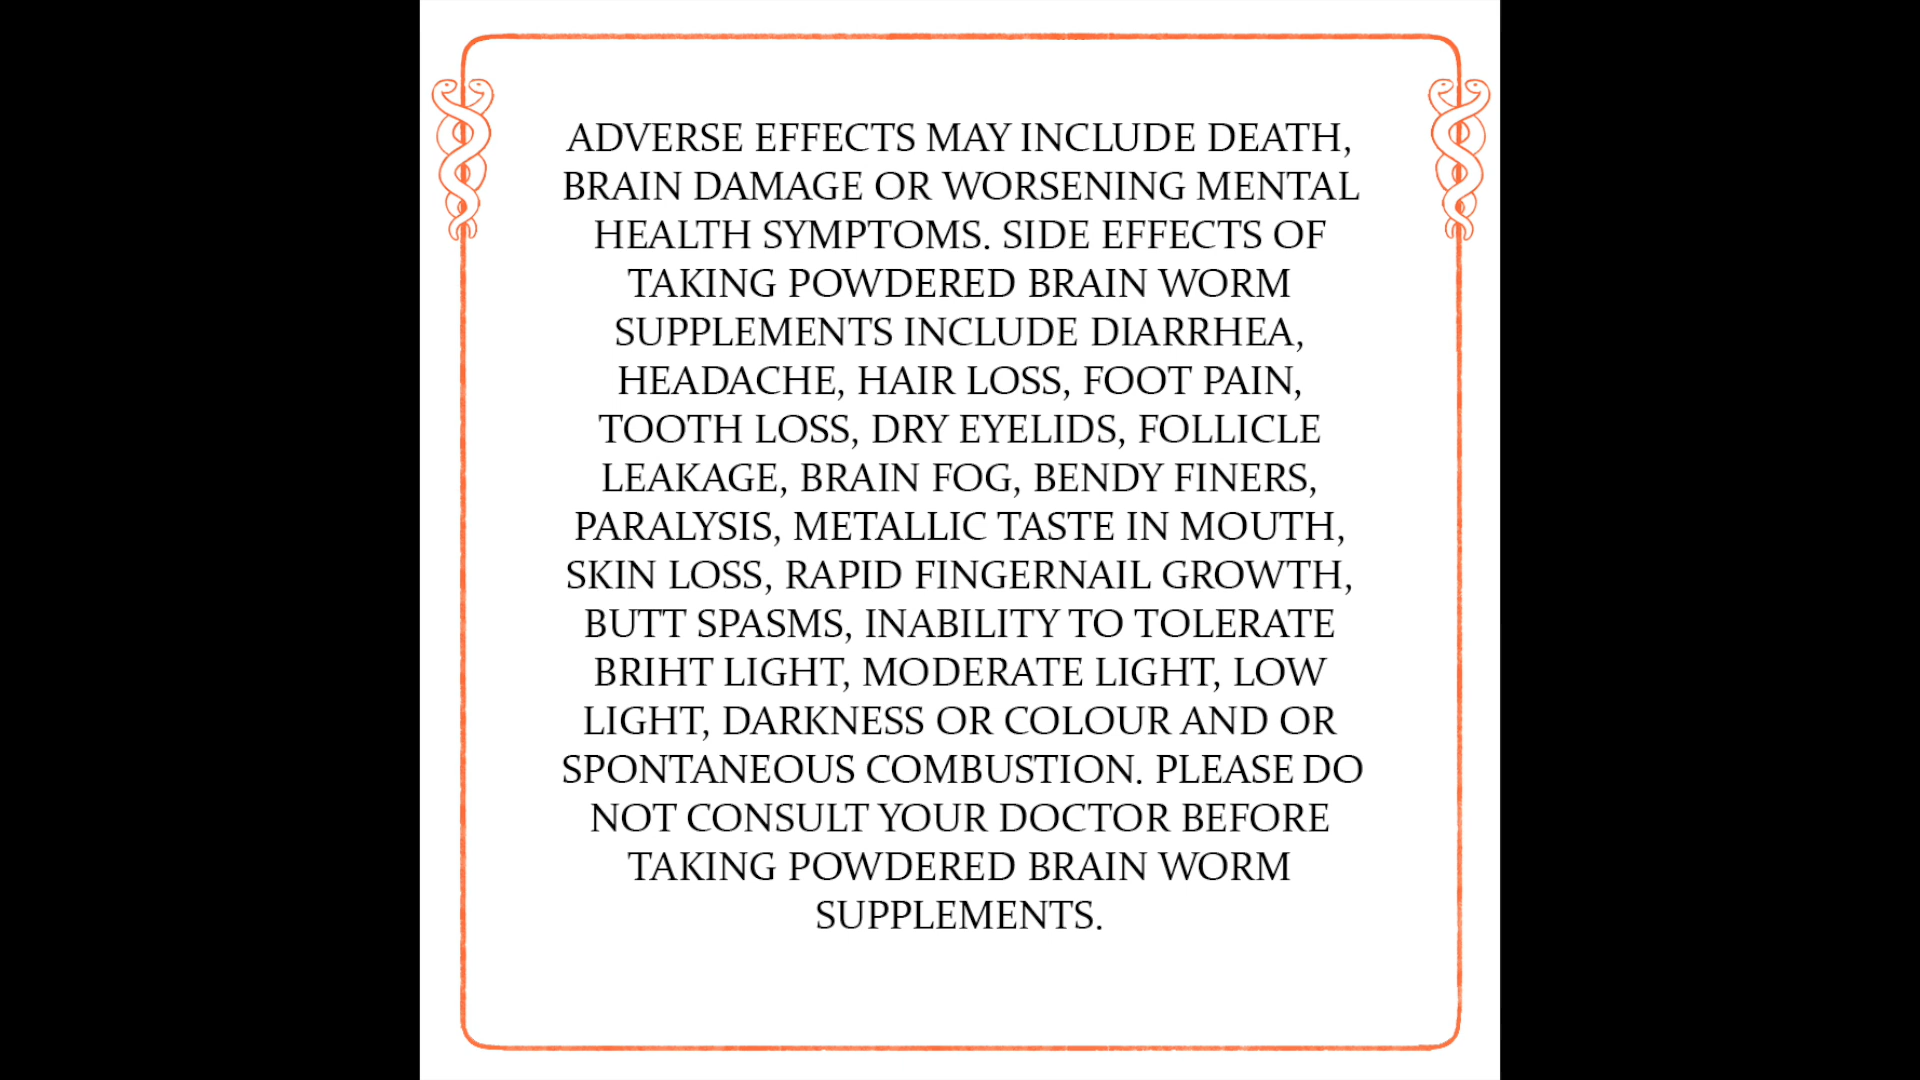 ADVERSE EFFECTS MAY INCLUDE DEATH,
BRAIN DAMAGE OR WORSENING MENTAL
HEALTH SYMPTOMS. SIDE EFFECTS OF
TAKING POWDERED BRAIN WORM
SUPPLEMENTS INCLUDE DIARRHEA,
HEADACHE, HAIR LOSS, FOOT PAIN,
TOOTH LOSS, DRY EYELIDS, FOLLICLE
LEAKAGE, BRAIN FOG, BENDY FINERS,
PARALYSIS, METALLIC TASTE IN MOUTH,
SKIN LOSS, RAPID FINGERNAIL GROWTH,
BUTT SPASMS, INABILITY TO TOLERATE
BRIHT LIGHT, MODERATE LIGHT, LOW
LIGHT, DARKNESS OR COLOUR AND OR
SPONTANEOUS COMBUSTION. PLEASE DO
NOT CONSULT YOUR DOCTOR BEFORE
TAKING POWDERED BRAIN WORM
SUPPLEMENTS.